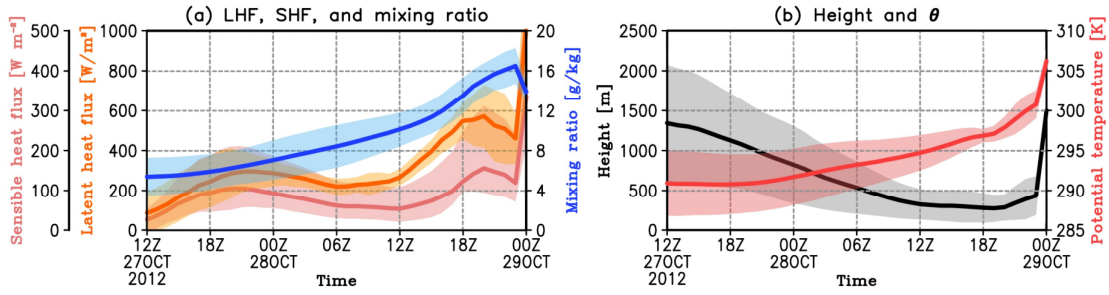 (a) LHF, SHF, and mixing ratio
Sensible heat flux [W m⁻²]
500
400
300
200
100
0
Latent heat flux [W/m²]
1000
800
600
400
200
0
20
16
12
8
4
0
Mixing ratio [g/kg]
12Z 18Z 00Z 06Z 12Z 18Z 00Z
27OCT 28OCT 29OCT
2012
Time
(b) Height and θ
Height [m]
2500
2000
1500
1000
500
0
310
305
300
295
290
285
Potential temperature [K]
12Z 18Z 00Z 06Z 12Z 18Z 00Z
27OCT 28OCT 29OCT
2012
Time